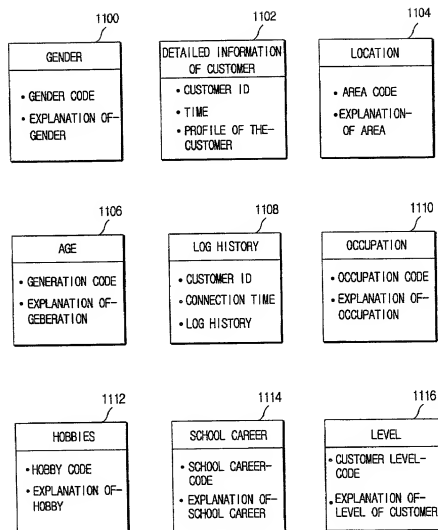 1100
GENDER
• GENDER CODE
• EXPLANATION OF-
GENDER
1102
DETAILED INFORMATION
OF CUSTOMER
• CUSTOMER ID
• TIME
• PROFILE OF THE-
CUSTOMER
1104
LOCATION
• AREA CODE
• EXPLANATION-
OF AREA
1106
AGE
• GENERATION CODE
• EXPLANATION OF-
GEBERATION
1108
LOG HISTORY
• CUSTOMER ID
• CONNECTION TIME
• LOG HISTORY
1110
OCCUPATION
• OCCUPATION CODE
• EXPLANATION OF-
OCCUPATION
1112
HOBBIES
• HOBBY CODE
• EXPLANATION OF-
HOBBY
1114
SCHOOL CAREER
• SCHOOL CAREER-
CODE
• EXPLANATION OF-
SCHOOL CAREER
1116
LEVEL
• CUSTOMER LEVEL-
CODE
• EXPLANATION OF-
LEVEL OF CUSTOMER